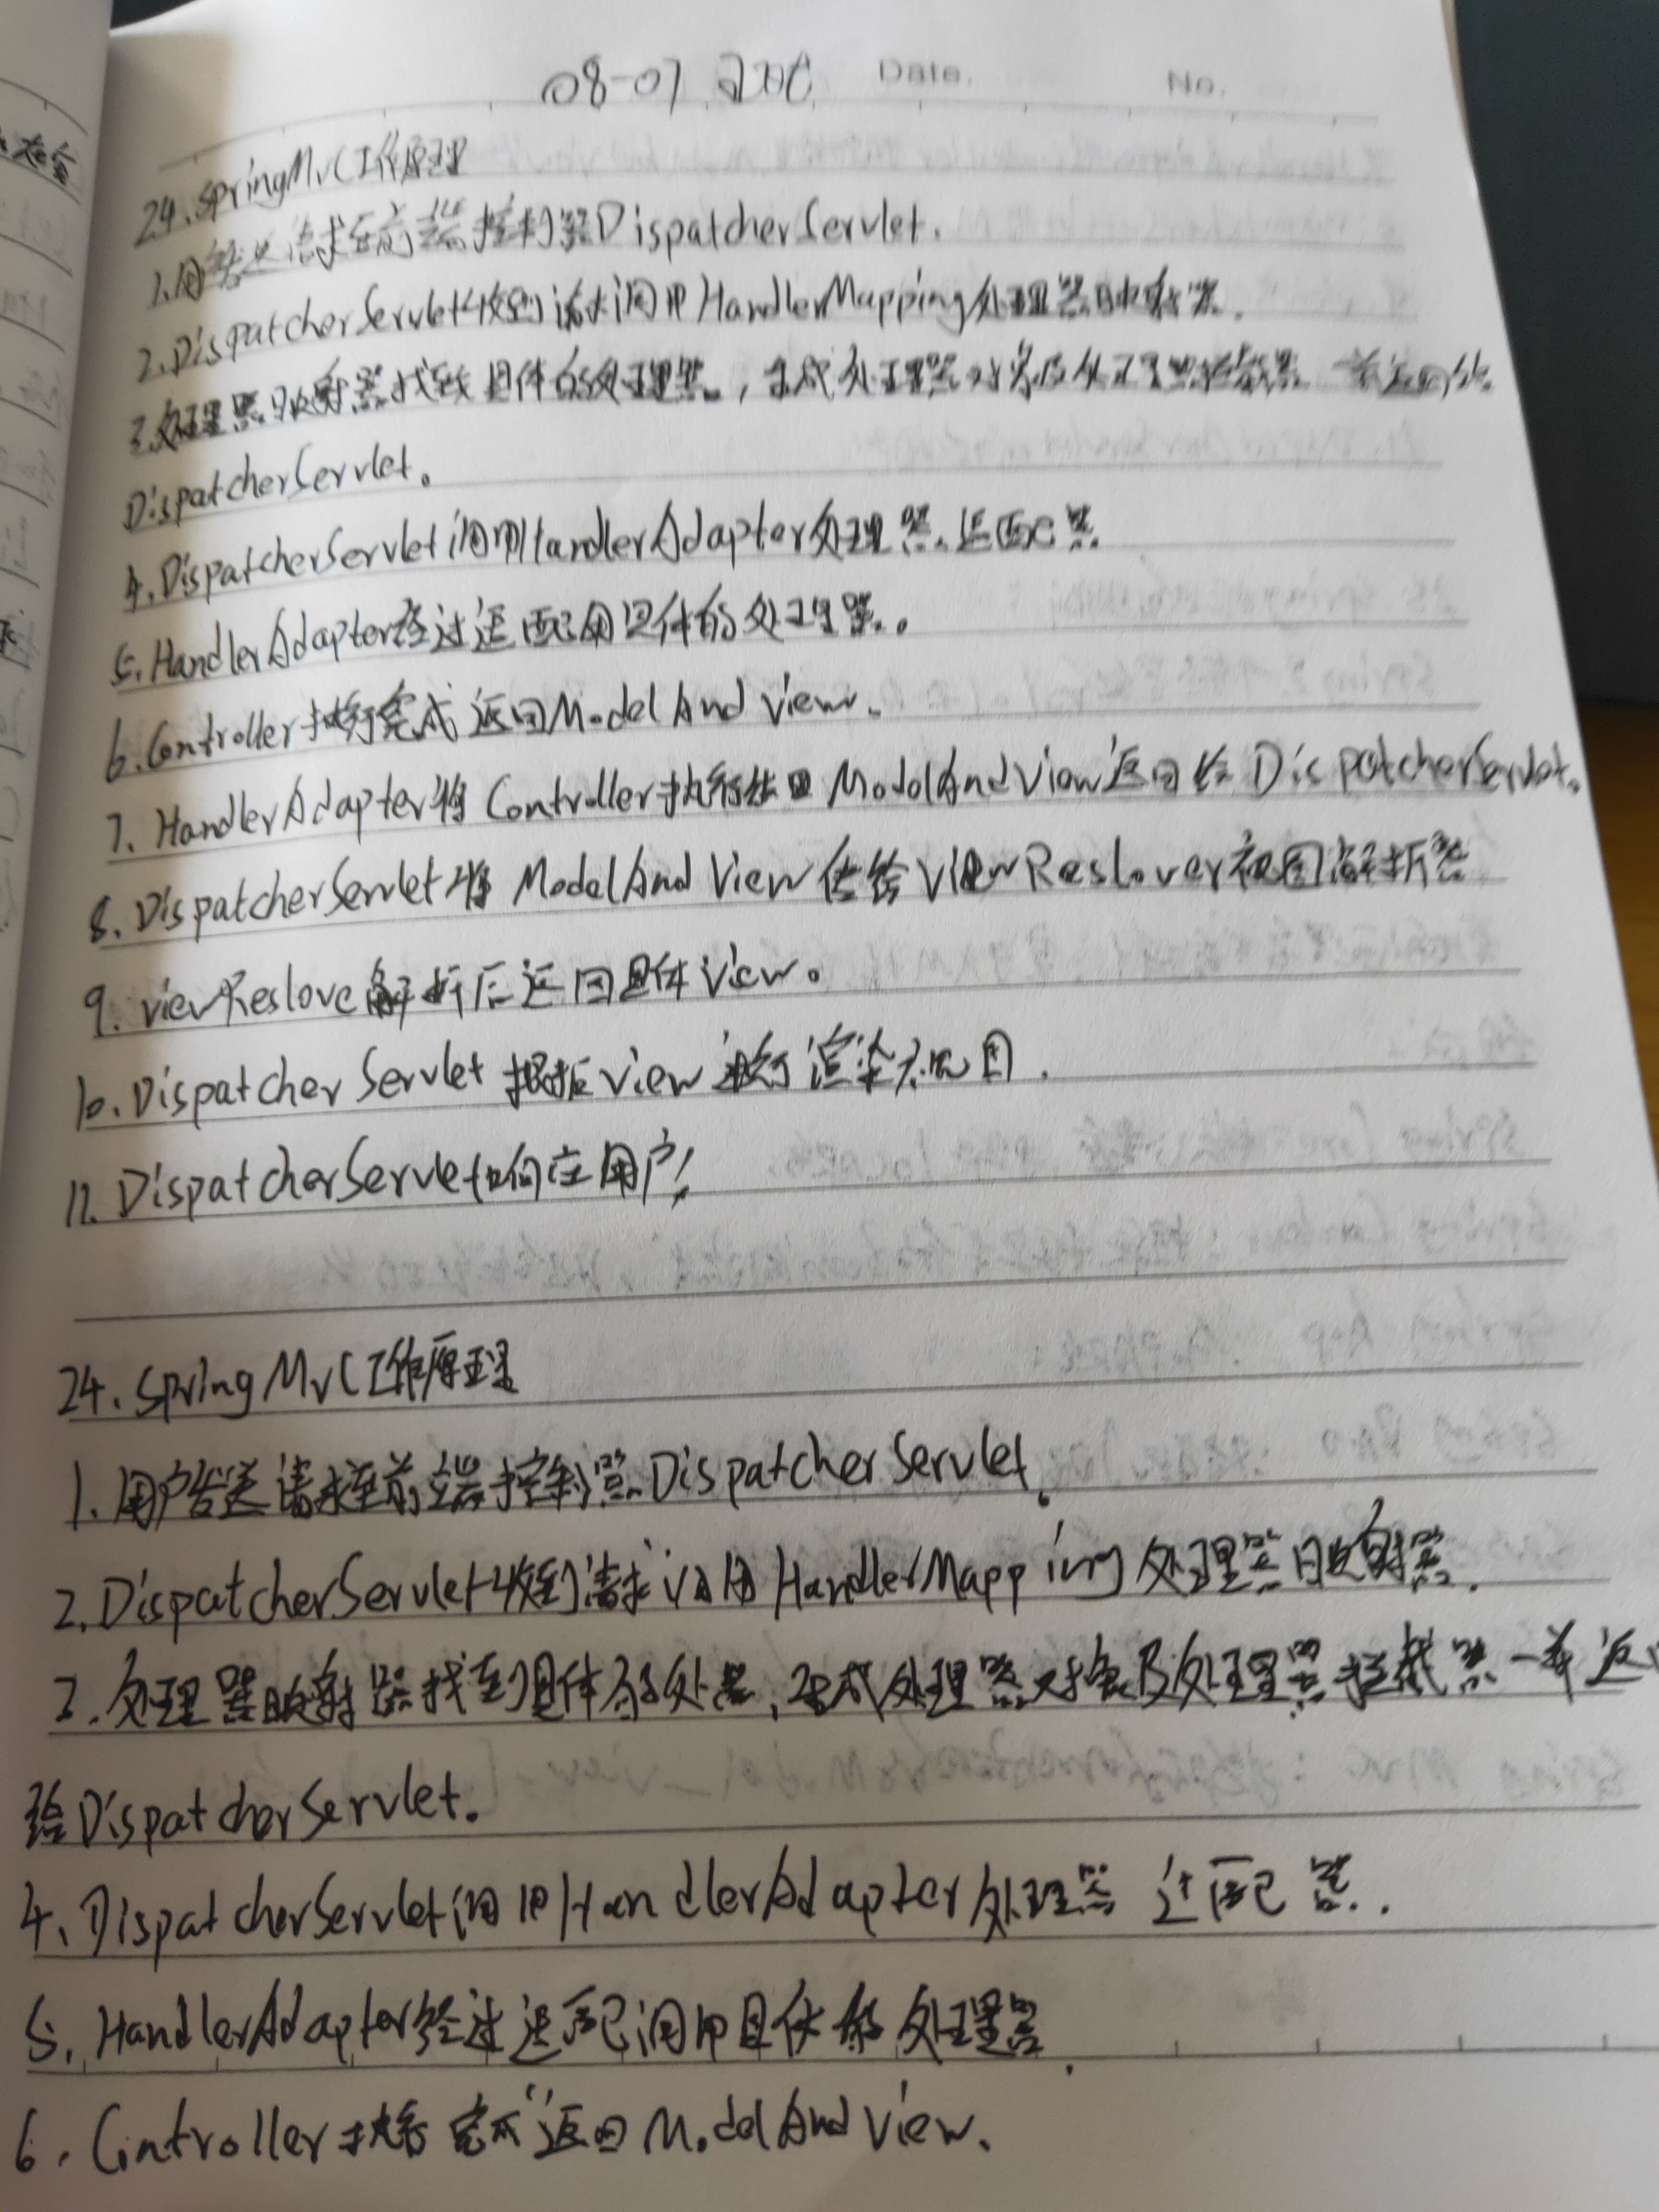 08-07 Date. No.
24. SpringMVC工作原理
1.用户发送请求至前端控制器DispatcherServlet.
2.DispatcherServlet收到请求调用HandlerMapping处理器映射器.
3.处理器映射器找到具体的处理器,生成处理器对象及处理器拦截器一并返回给
DispatcherServlet。
4.DispatcherServlet调用HandlerAdapter处理器适配器
5.HandlerAdapter经过适配用具体的处理器。
6.Controller执行完成返回ModelAndView.
7. HandlerAdapter将Controller执行结果ModelAndView返回给DispatcherServlet.
8. DispatcherServlet将ModelAndView传给ViewReslover视图解析器
9. viewReslove解析后返回具体View。
10. DispatcherServlet根据View进行渲染视图.
11. DispatcherServlet响应用户!
24. SpringMVC工作原理
1. 用户发送请求至前端控制器DispatcherServlet.
2. DispatcherServlet收到请求调用HandlerMapping处理器映射器.
3. 处理器映射器找到具体的处器,生成处理器对象及处理器拦截器一并返
给DispatcherServlet.
4. DispatcherServlet调用HandlerAdapter处理器适配器.
5. HandlerAdapter经过适配调用具体的处理器.
6. Controller执行完成返回ModelAndView.